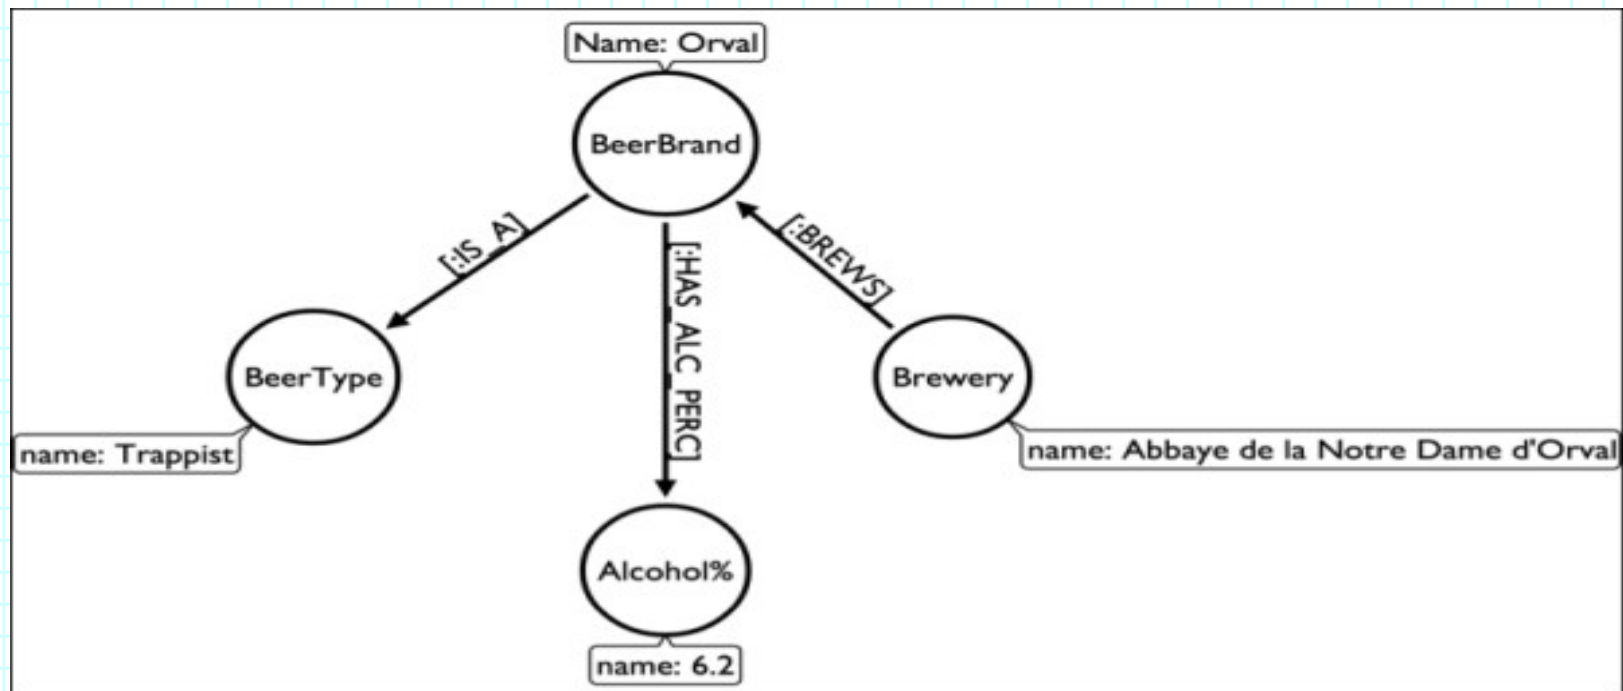 Name: Orval
BeerBrand
[:IS_A]
[:HAS_ALC_PERC]
[:BREWS]
BeerType
Brewery
name: Trappist
name: Abbaye de la Notre Dame d'Orval
Alcohol%
name: 6.2